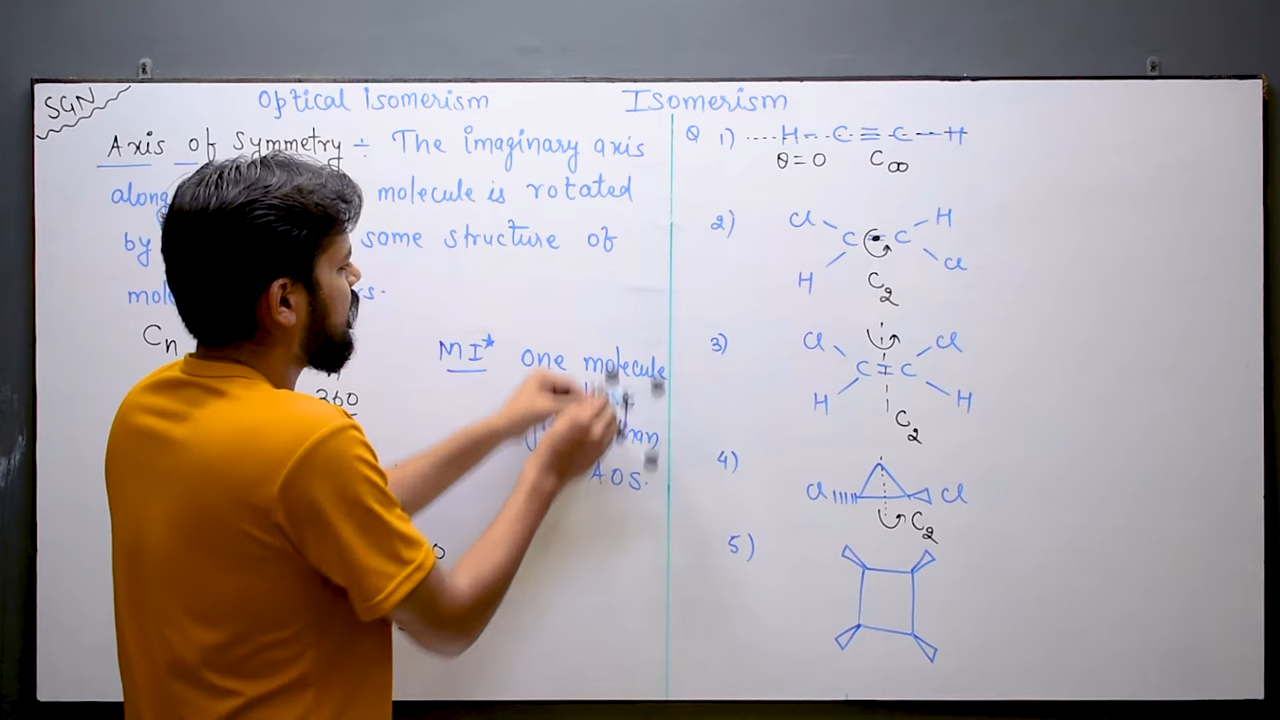 SGN
Optical Isomerism
Isomerism
Axis of Symmetry ÷ The imaginary axis
along molecule is rotated
by same structure of
Cn
360
MI* one molecule
AOS.
Q 1) ....H--C≡C--H
θ=0 C∞
2) Cl H
C=C
H Cl
C2
3) Cl Cl
C=C
H H
C2
4)
Cl Cl
C2
5)